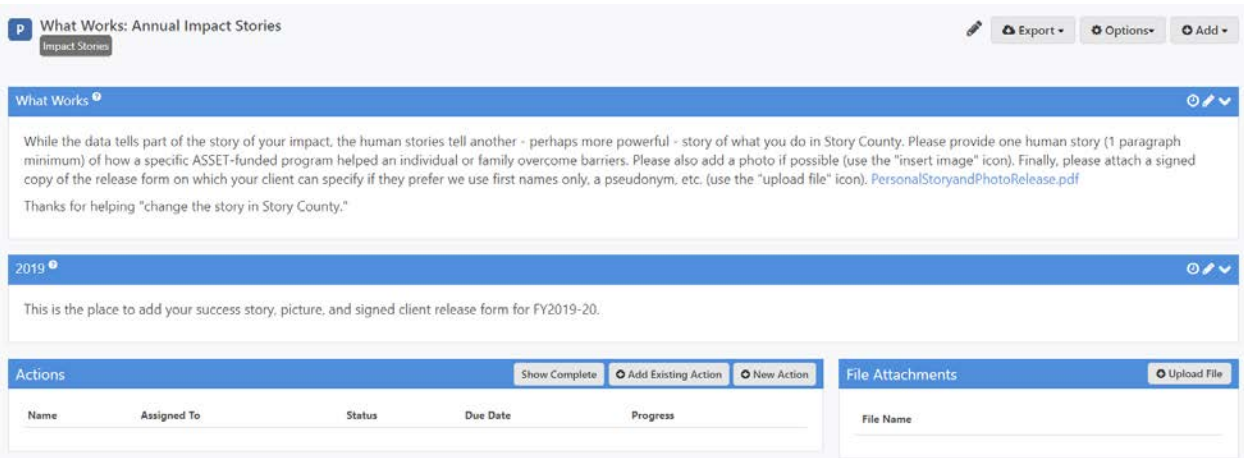 P What Works: Annual Impact Stories
Impact Stories
Export
Options
Add
What Works
While the data tells part of the story of your impact, the human stories tell another - perhaps more powerful - story of what you do in Story County. Please provide one human story (1 paragraph
minimum) of how a specific ASSET-funded program helped an individual or family overcome barriers. Please also add a photo if possible (use the "insert image" icon). Finally, please attach a signed
copy of the release form on which your client can specify if they prefer we use first names only, a pseudonym, etc. (use the "upload file" icon). PersonalStoryandPhotoRelease.pdf
Thanks for helping "change the story in Story County."
2019
This is the place to add your success story, picture, and signed client release form for FY2019-20.
Actions
Show Complete
Add Existing Action
New Action
Name Assigned To Status Due Date Progress
File Attachments
Upload File
File Name